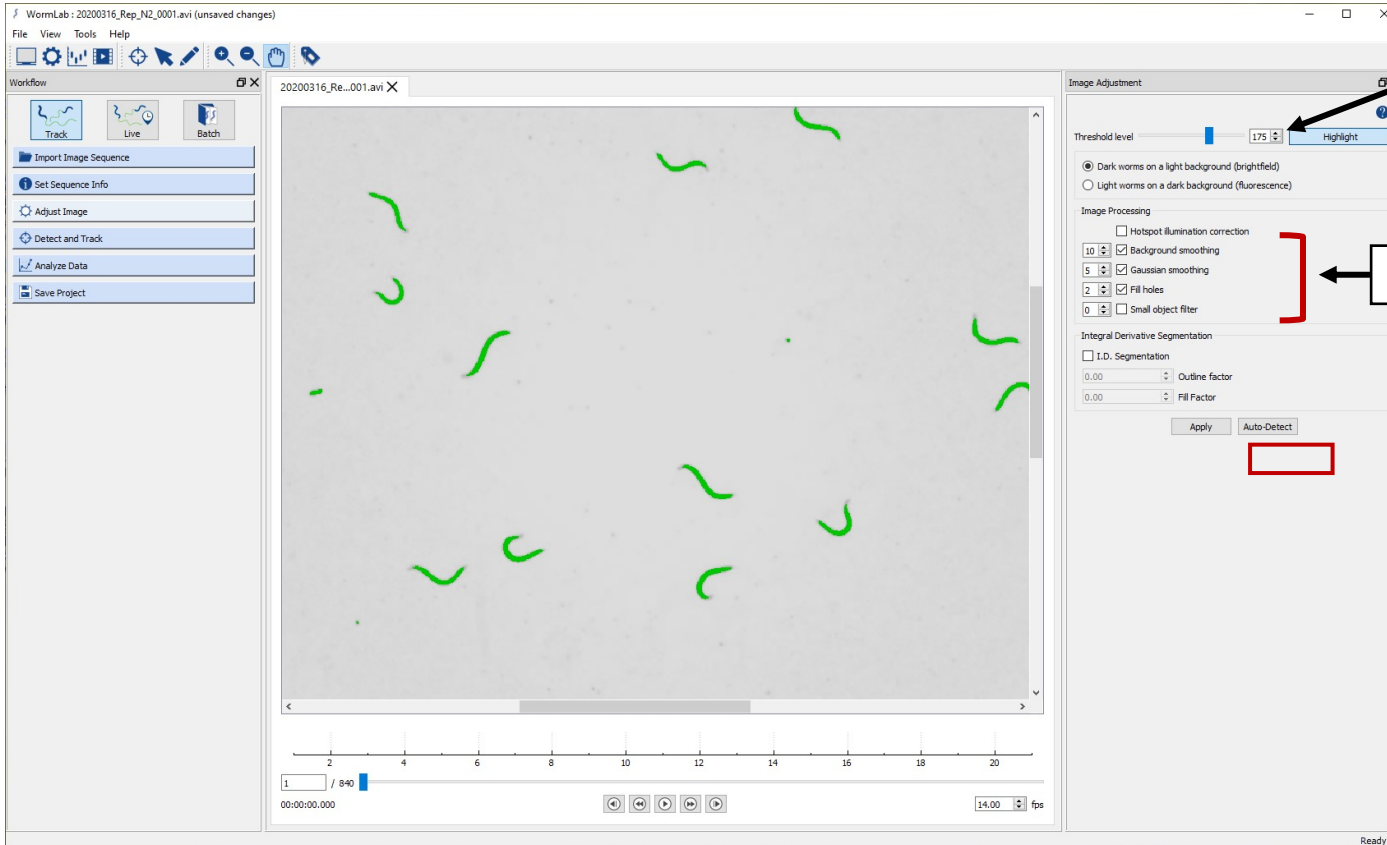 WormLab : 20200316_Rep_N2_0001.avi (unsaved changes)
File View Tools Help
Workflow
Track Live Batch
Import Image Sequence
Set Sequence Info
Adjust Image
Detect and Track
Analyze Data
Save Project
20200316_Re...001.avi
2 4 6 8 10 12 14 16 18 20
1 / 840
00:00:00.000
14.00 fps
Image Adjustment
Threshold level 175 Highlight
Dark worms on a light background (brightfield)
Light worms on a dark background (fluorescence)
Image Processing
Hotspot illumination correction
10 Background smoothing
5 Gaussian smoothing
2 Fill holes
0 Small object filter
Integral Derivative Segmentation
I.D. Segmentation
0.00 Outline factor
0.00 Fill Factor
Apply Auto-Detect
Ready